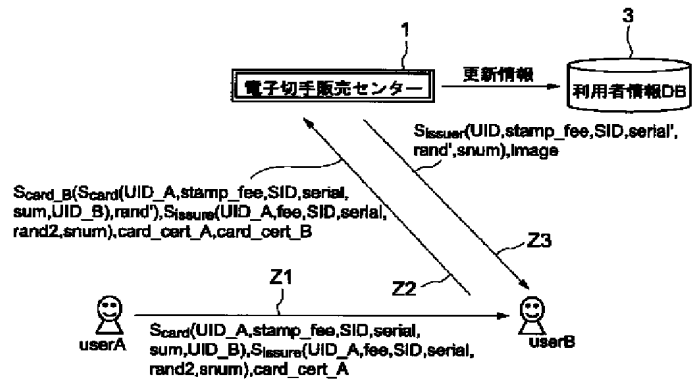 1
3
電子切手販売センター
更新情報
利用者情報DB
Sissuer(UID,stamp_fee,SID,serial',
rand',snum),Image
Scard_B(Scard(UID_A,stamp_fee,SID,serial,
sum,UID_B),rand'),Sissure(UID_A,fee,SID,serial,
rand2,snum),card_cert_A,card_cert_B
Z3
Z2
Z1
userA
userB
Scard(UID_A,stamp_fee,SID,serial,
sum,UID_B),Sissure(UID_A,fee,SID,serial,
rand2,snum),card_cert_A